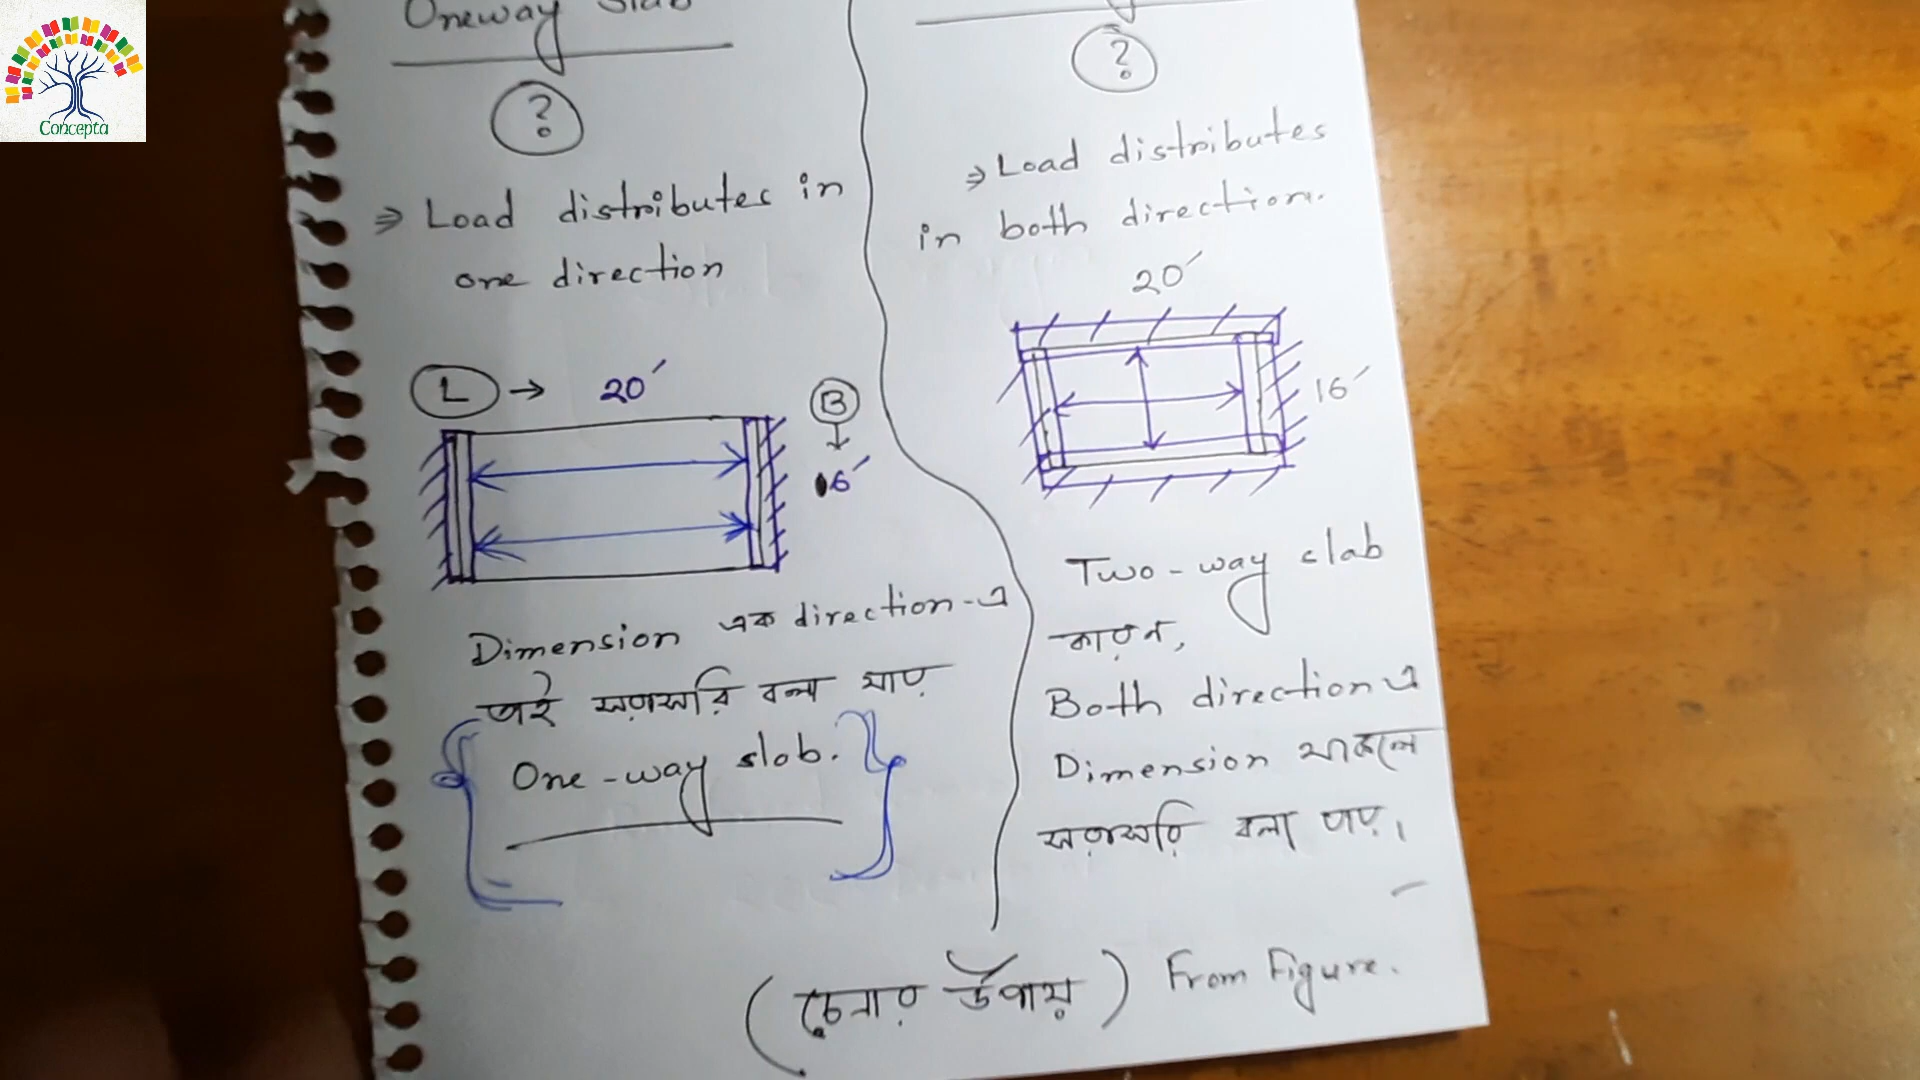 Concepta
Oneway Slab
?
⇒ Load distributes in
one direction
L → 20′
B
↓
16′
Dimension এক direction-এ
তাই সরাসরি বলা যায়
One-way slab.
?
⇒ Load distributes
in both direction.
20′
16′
Two-way slab
কারন,
Both direction এ
Dimension থাকলে
সরাসরি বলা যায়।
(চেনার উপায়) From Figure.